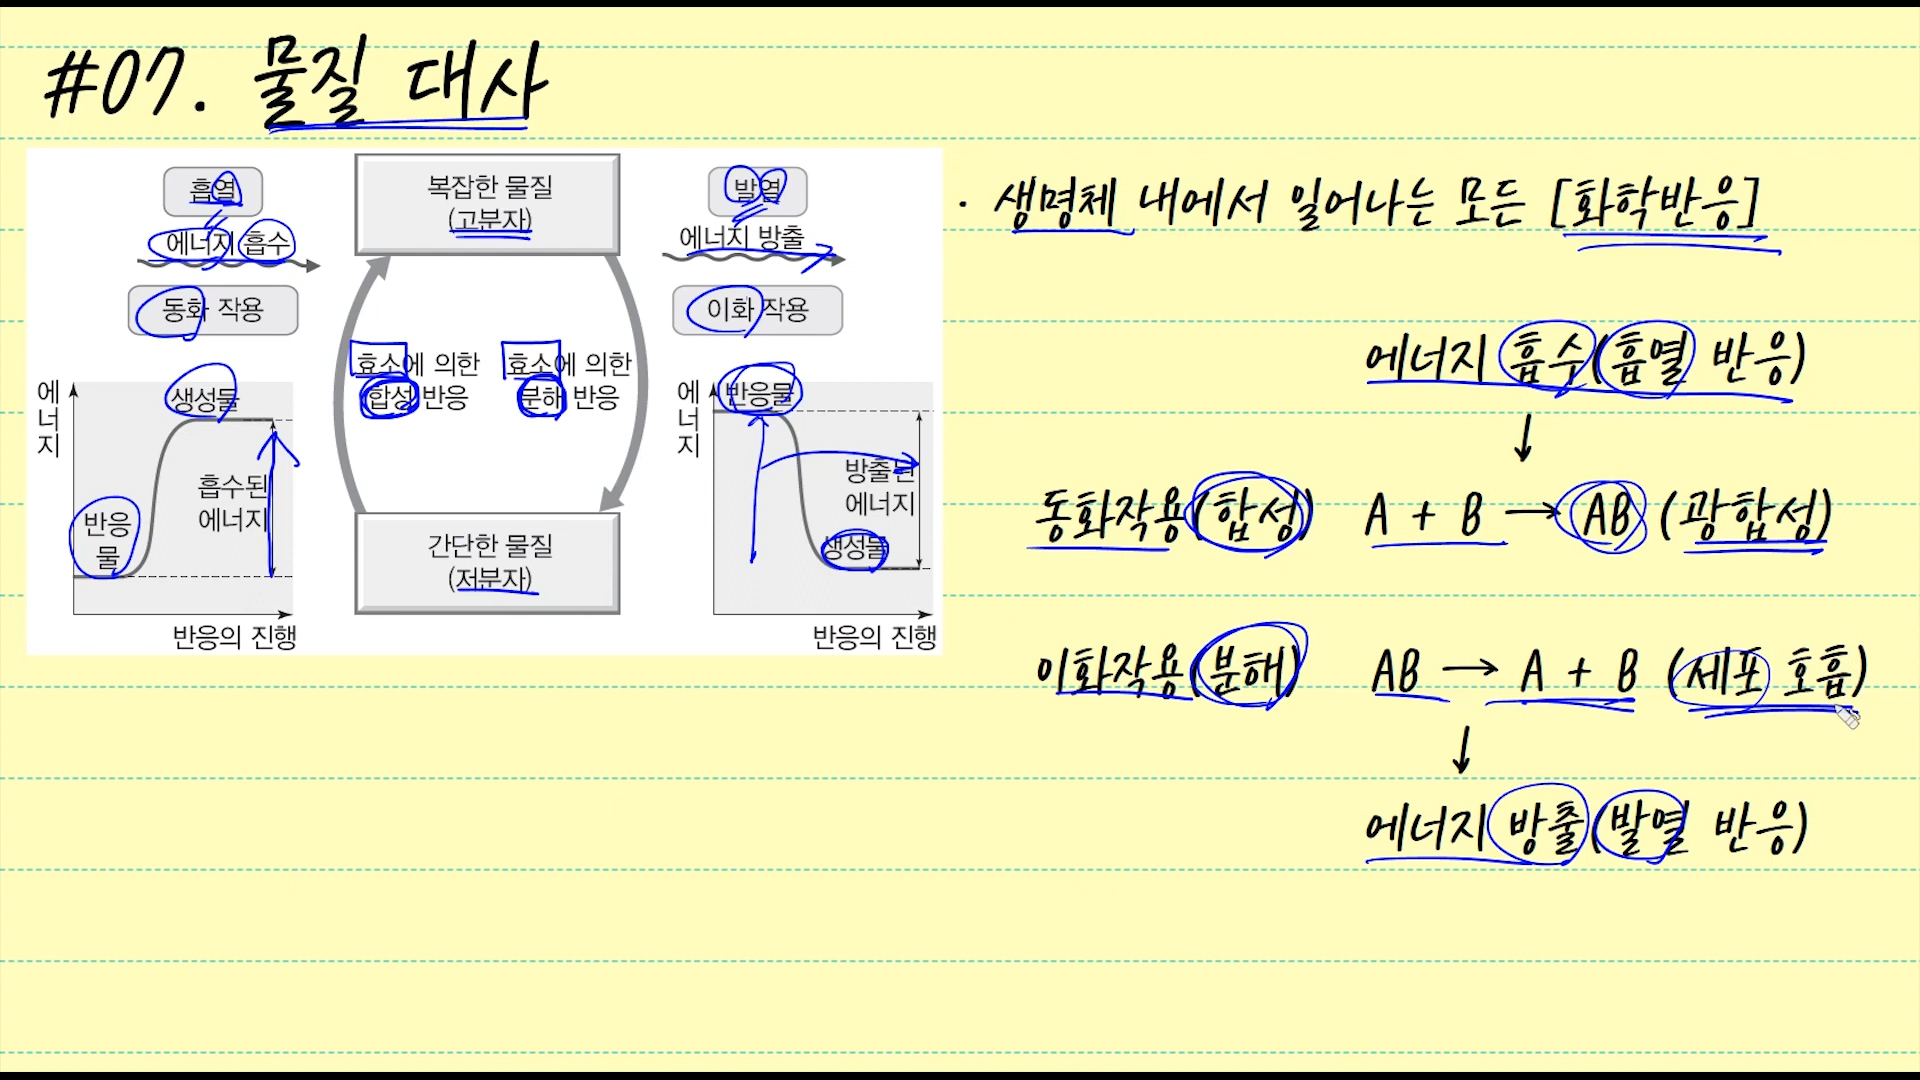 #07. 물질 대사
흡열
에너지 흡수
동화 작용
복잡한 물질
(고분자)
발열
에너지 방출
이화 작용
효소에 의한
합성 반응
효소에 의한
분해 반응
에너지
생성물
반응물
흡수된
에너지
반응의 진행
간단한 물질
(저분자)
에너지
반응물
방출된
에너지
생성물
반응의 진행
· 생명체 내에서 일어나는 모든 [화학반응]
에너지 흡수(흡열 반응)
↓
동화작용(합성) A + B → AB (광합성)
이화작용(분해) AB → A + B (세포 호흡)
↓
에너지 방출(발열 반응)